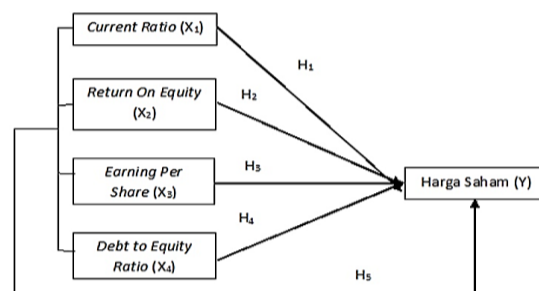 Current Ratio (X₁)
H₁
Return On Equity
(X₂)
H₂
Earning Per
Share (X₃)
H₃
Harga Saham (Y)
H₄
Debt to Equity
Ratio (X₄)
H₅